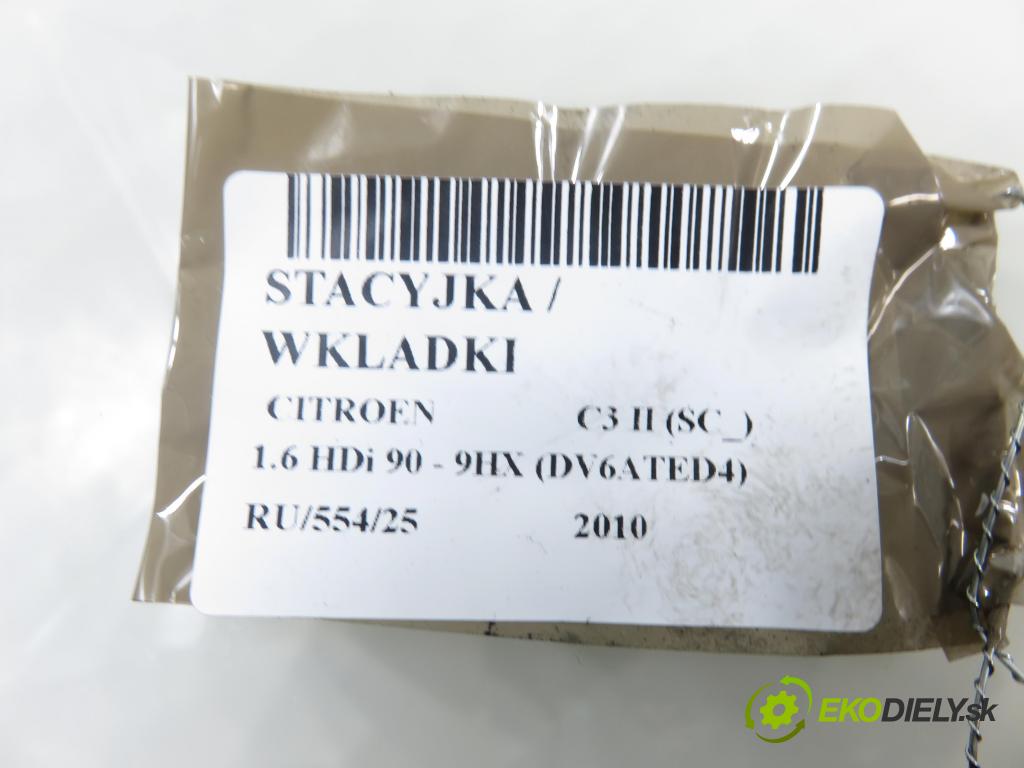 STACYJKA /
WKLADKI
CITROEN C3 II (SC_)
1.6 HDi 90 - 9HX (DV6ATED4)
RU/554/25 2010
EKODIELY.sk